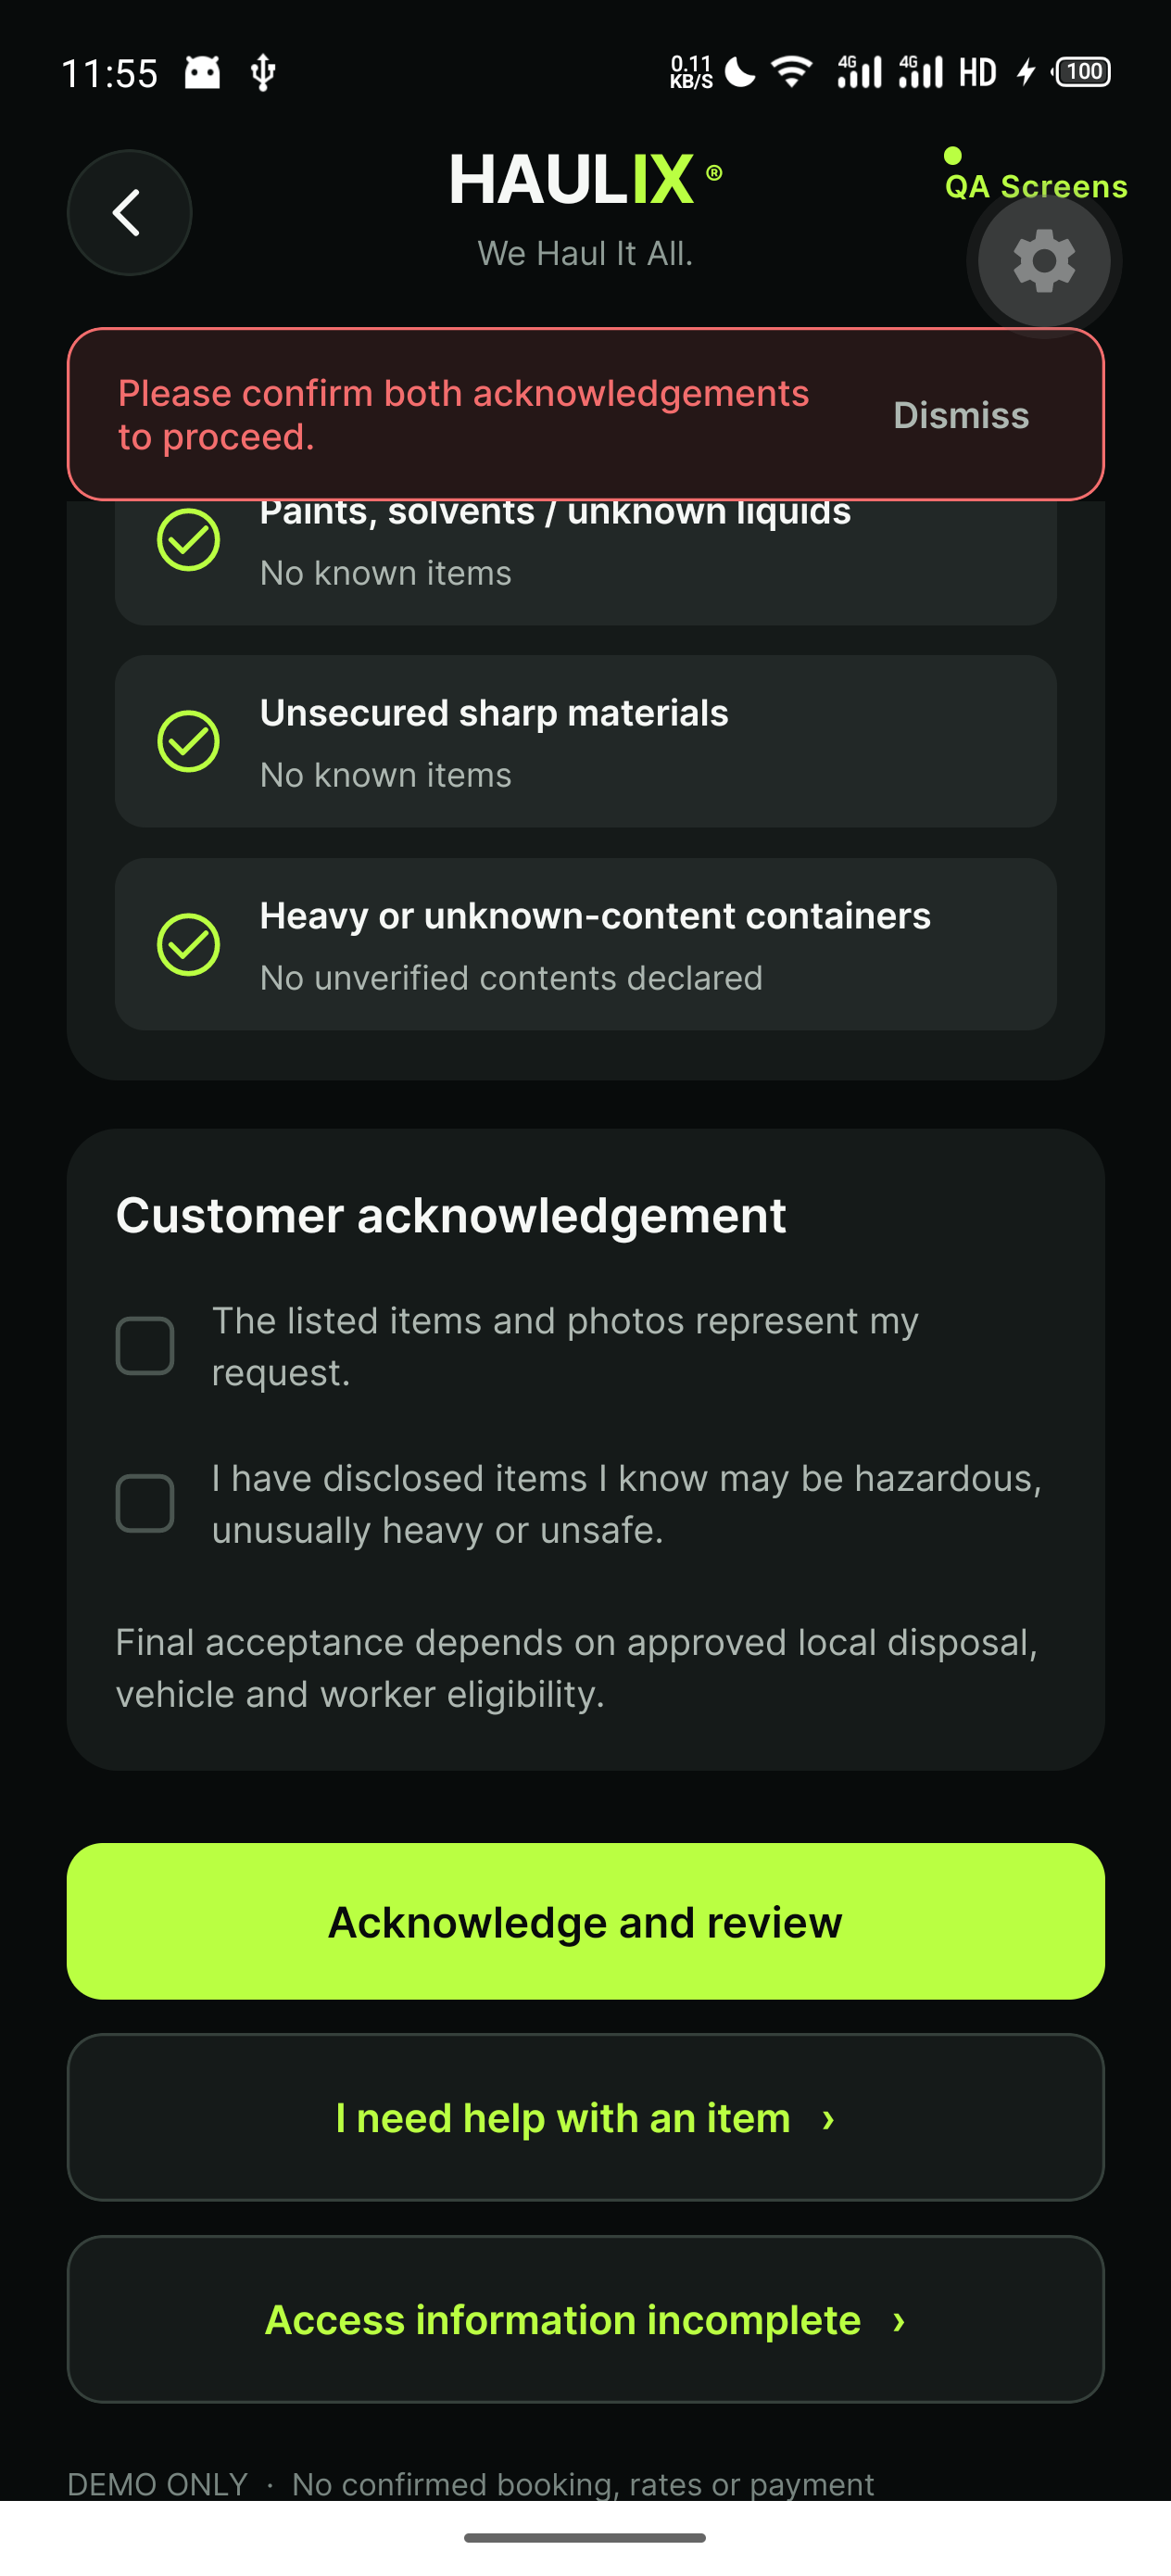 11:55
0.11
KB/S
4G
4G
HD
100
HAULIX®
We Haul It All.
QA Screens
Please confirm both acknowledgements
to proceed.
Dismiss
Paints, solvents / unknown liquids
No known items
Unsecured sharp materials
No known items
Heavy or unknown-content containers
No unverified contents declared
Customer acknowledgement
The listed items and photos represent my
request.
I have disclosed items I know may be hazardous,
unusually heavy or unsafe.
Final acceptance depends on approved local disposal,
vehicle and worker eligibility.
Acknowledge and review
I need help with an item ›
Access information incomplete ›
DEMO ONLY · No confirmed booking, rates or payment